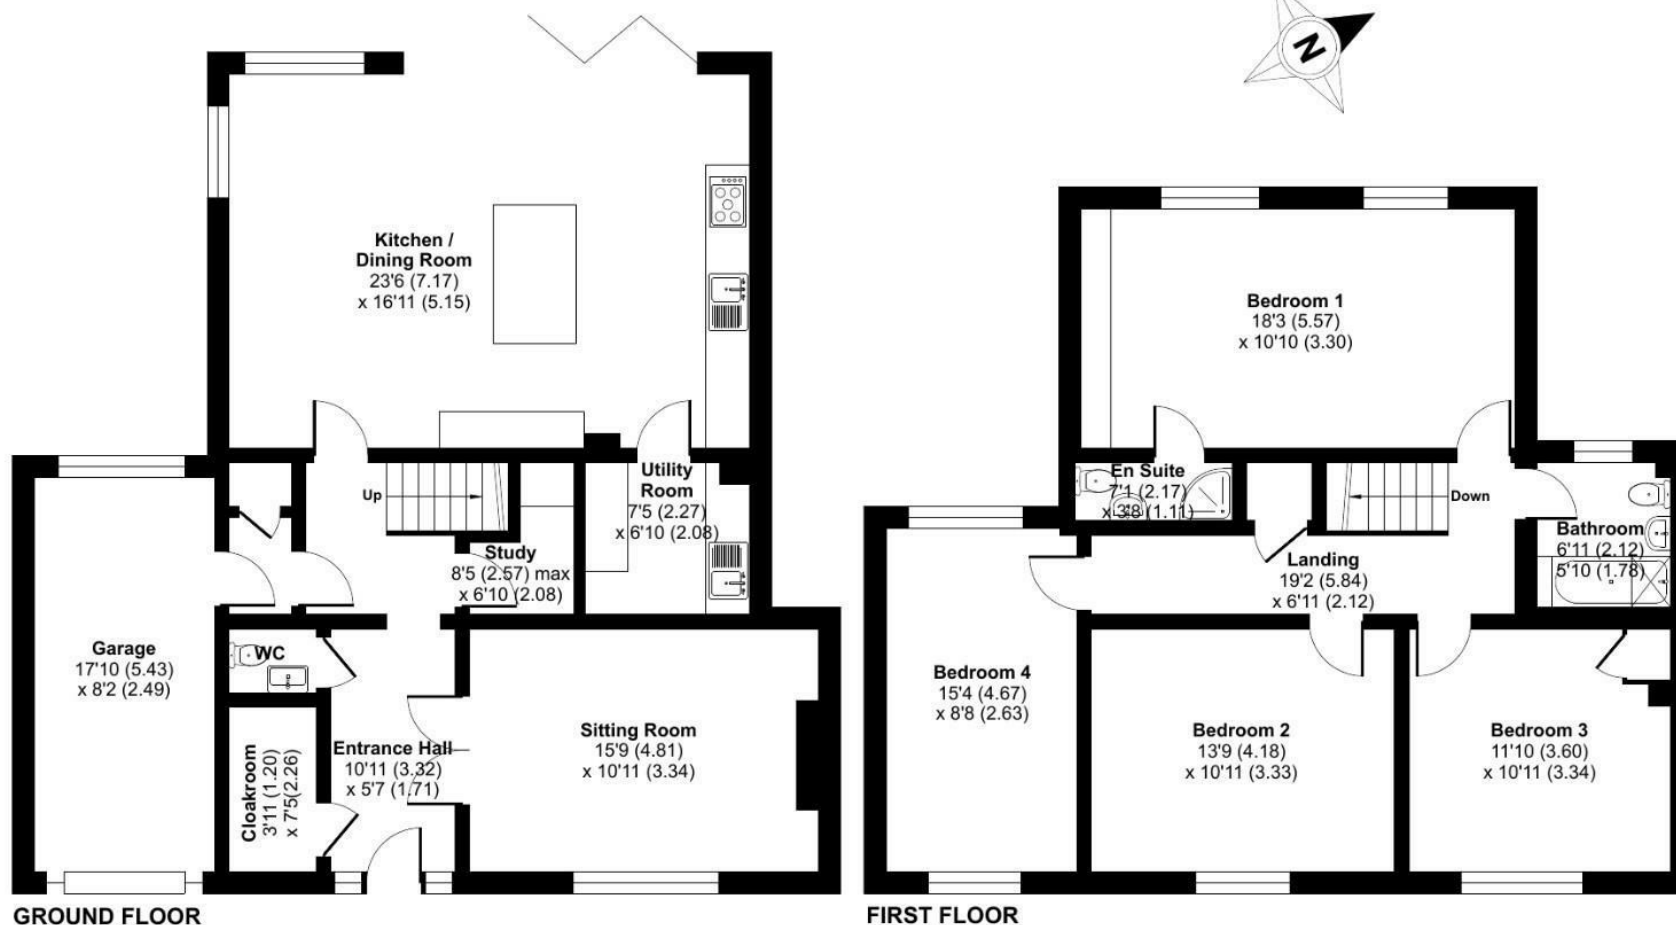 N
Kitchen /
Dining Room
23'6 (7.17)
x 16'11 (5.15)
Up
Utility
Room
7'5 (2.27)
x 6'10 (2.08)
Study
8'5 (2.57) max
x 6'10 (2.08)
Garage
17'10 (5.43)
x 8'2 (2.49)
WC
Cloakroom
3'11 (1.20)
x 7'5(2.26)
Entrance Hall
10'11 (3.32)
x 5'7 (1.71)
Sitting Room
15'9 (4.81)
x 10'11 (3.34)
GROUND FLOOR
Bedroom 1
18'3 (5.57)
x 10'10 (3.30)
En Suite
7'1 (2.17)
x 3'8 (1.11)
Down
Bathroom
6'11 (2.12)
5'10 (1.78)
Landing
19'2 (5.84)
x 6'11 (2.12)
Bedroom 4
15'4 (4.67)
x 8'8 (2.63)
Bedroom 2
13'9 (4.18)
x 10'11 (3.33)
Bedroom 3
11'10 (3.60)
x 10'11 (3.34)
FIRST FLOOR